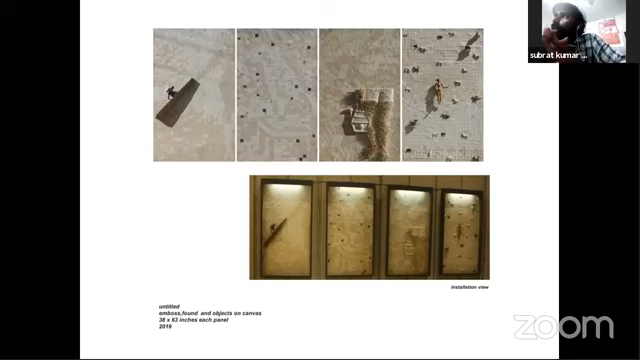 subrat kumar ...
installation view
untitled
emboss,found and objects on canvas
38 x 63 inches each panel
2019
zoom